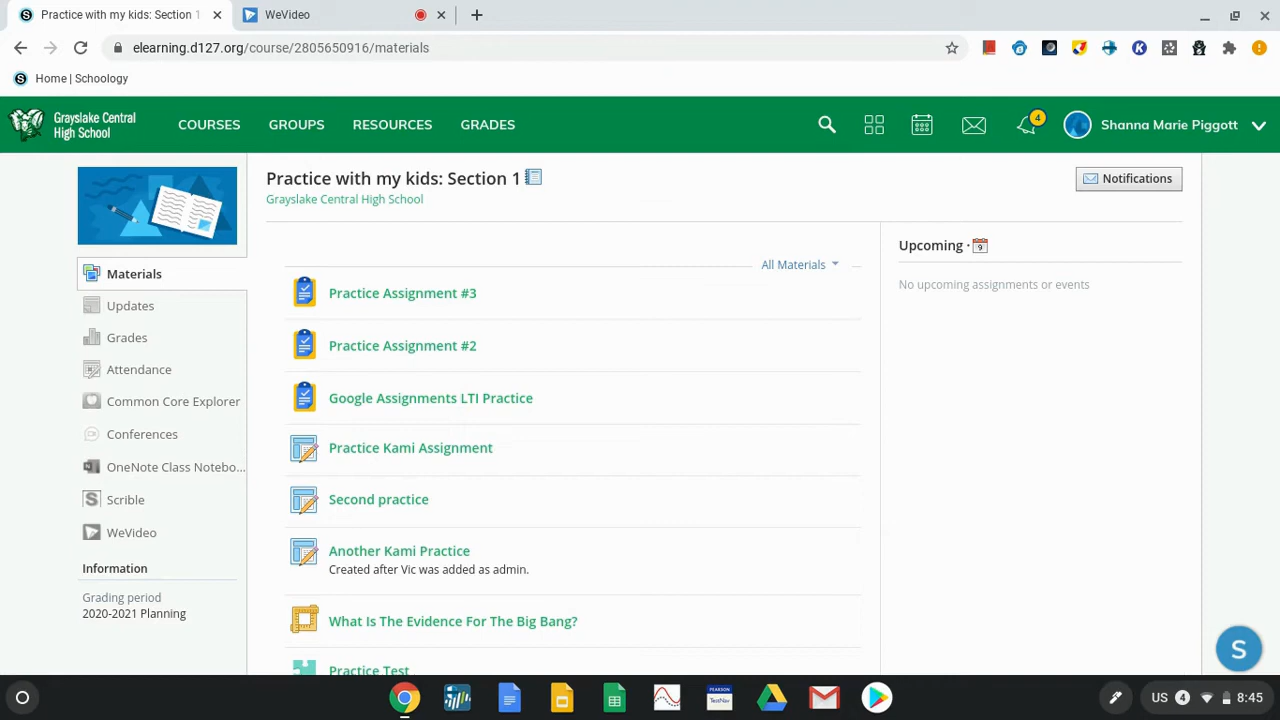 Practice with my kids: Section 1
WeVideo
elearning.d127.org/course/2805650916/materials
Home | Schoology
Grayslake Central
High School
COURSES
GROUPS
RESOURCES
GRADES
4
Shanna Marie Piggott
Practice with my kids: Section 1
Grayslake Central High School
Notifications
Materials
Updates
Grades
Attendance
Common Core Explorer
Conferences
OneNote Class Notebo...
Scrible
WeVideo
Information
Grading period
2020-2021 Planning
All Materials
Practice Assignment #3
Practice Assignment #2
Google Assignments LTI Practice
Practice Kami Assignment
Second practice
Another Kami Practice
Created after Vic was added as admin.
What Is The Evidence For The Big Bang?
Practice Test
Upcoming · 9
No upcoming assignments or events
S
PEARSON
TestNav
US 4 8:45